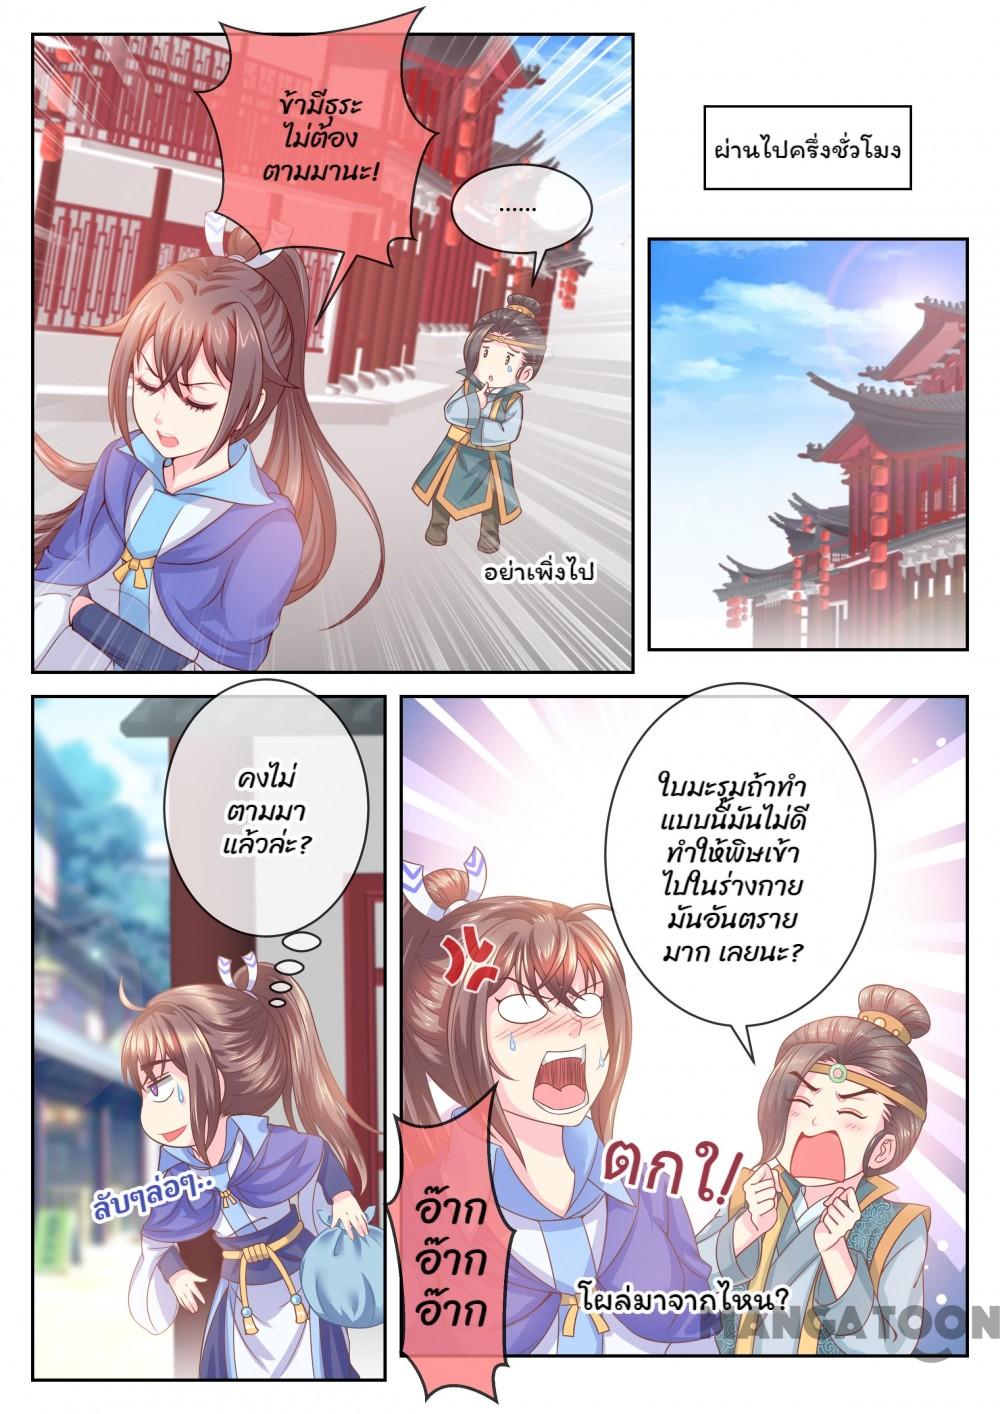 ข้ามีธุระ
ไม่ต้อง
ตามมานะ!
......
อย่าเพิ่งไป
ผ่านไปครึ่งชั่วโมง
คงไม่
ตามมา
แล้วล่ะ?
ลับๆล่อๆ..
ใบมะรุมถ้าทำ
แบบนี้มันไม่ดี
ทำให้พิษเข้า
ไปในร่างกาย
มันอันตราย
มาก เลยนะ?
ตกใ!
อ๊าก
อ๊าก
อ๊าก
โผล่มาจากไหน?
MANGATOON